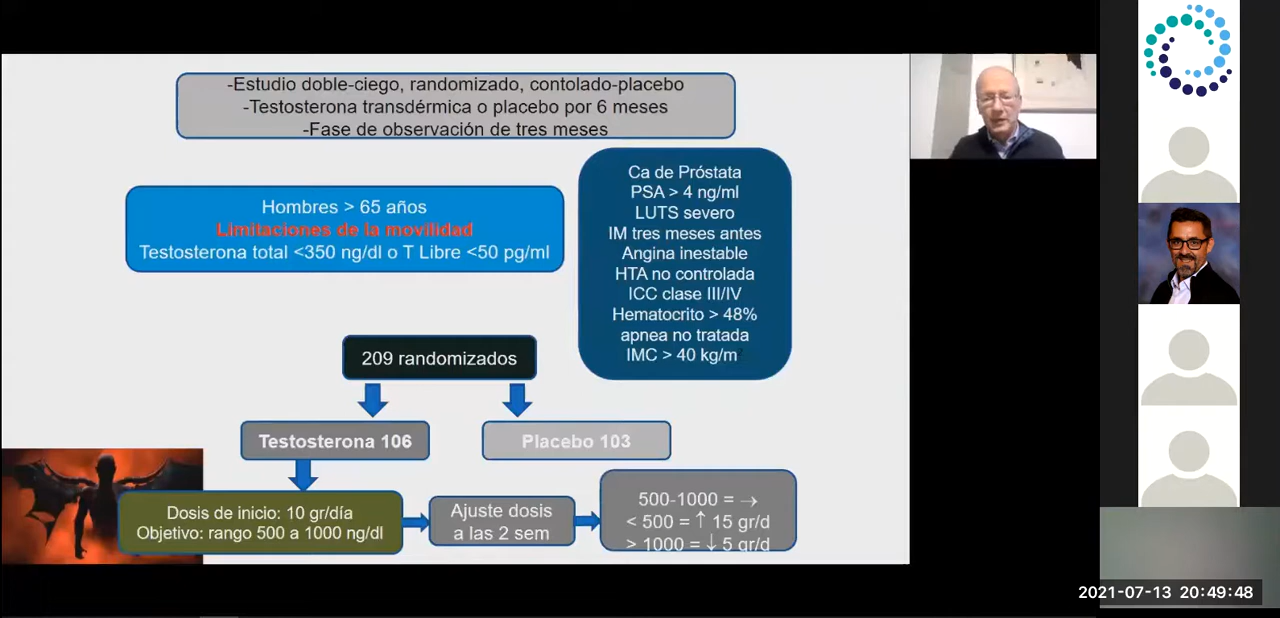 -Estudio doble-ciego, randomizado, contolado-placebo
-Testosterona transdérmica o placebo por 6 meses
-Fase de observación de tres meses
Hombres > 65 años
Limitaciones de la movilidad
Testosterona total <350 ng/dl o T Libre <50 pg/ml
Ca de Próstata
PSA > 4 ng/ml
LUTS severo
IM tres meses antes
Angina inestable
HTA no controlada
ICC clase III/IV
Hematocrito > 48%
apnea no tratada
IMC > 40 kg/m
209 randomizados
Testosterona 106
Placebo 103
Dosis de inicio: 10 gr/día
Objetivo: rango 500 a 1000 ng/dl
Ajuste dosis
a las 2 sem
500-1000 = →
< 500 = ↑ 15 gr/d
> 1000 = ↓ 5 gr/d
2021-07-13 20:49:48